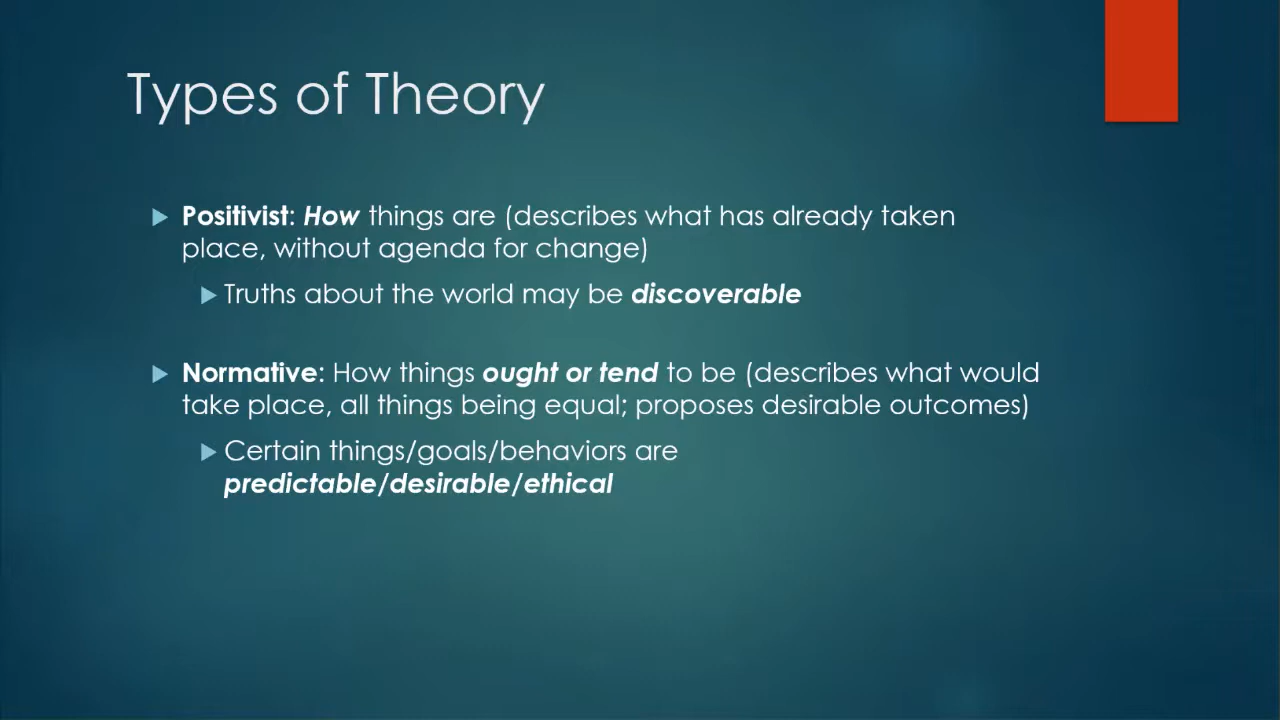 Types of Theory
Positivist: How things are (describes what has already taken
place, without agenda for change)
Truths about the world may be discoverable
Normative: How things ought or tend to be (describes what would
take place, all things being equal; proposes desirable outcomes)
Certain things/goals/behaviors are
predictable/desirable/ethical